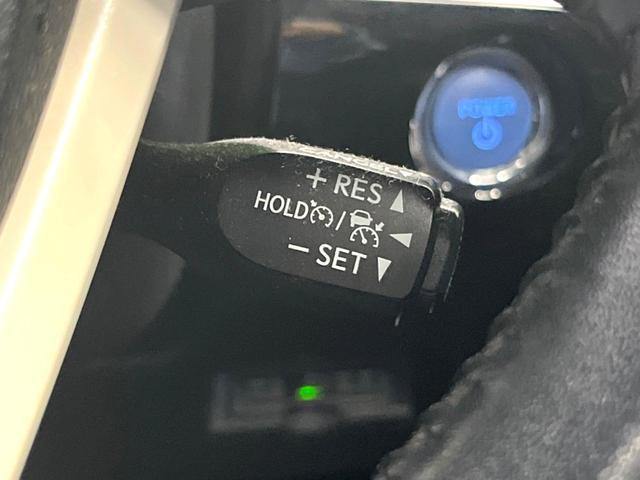 POWER
+ RES ▲
HOLD / ◀
− SET ▼